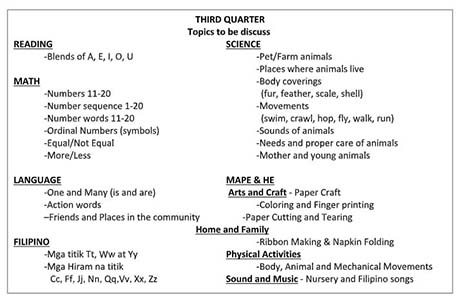 THIRD QUARTER
Topics to be discuss
READING
-Blends of A, E, I, O, U
MATH
-Numbers 11-20
-Number sequence 1-20
-Number words 11-20
-Ordinal Numbers (symbols)
-Equal/Not Equal
-More/Less
LANGUAGE
-One and Many (is and are)
-Action words
–Friends and Places in the community
FILIPINO
-Mga titik Tt, Ww at Yy
-Mga Hiram na titik
Cc, Ff, Jj, Nn, Qq,Vv, Xx, Zz
SCIENCE
-Pet/Farm animals
-Places where animals live
-Body coverings
(fur, feather, scale, shell)
-Movements
(swim, crawl, hop, fly, walk, run)
-Sounds of animals
-Needs and proper care of animals
-Mother and young animals
MAPE & HE
Arts and Craft - Paper Craft
-Coloring and Finger printing
-Paper Cutting and Tearing
Home and Family
-Ribbon Making & Napkin Folding
Physical Activities
-Body, Animal and Mechanical Movements
Sound and Music - Nursery and Filipino songs